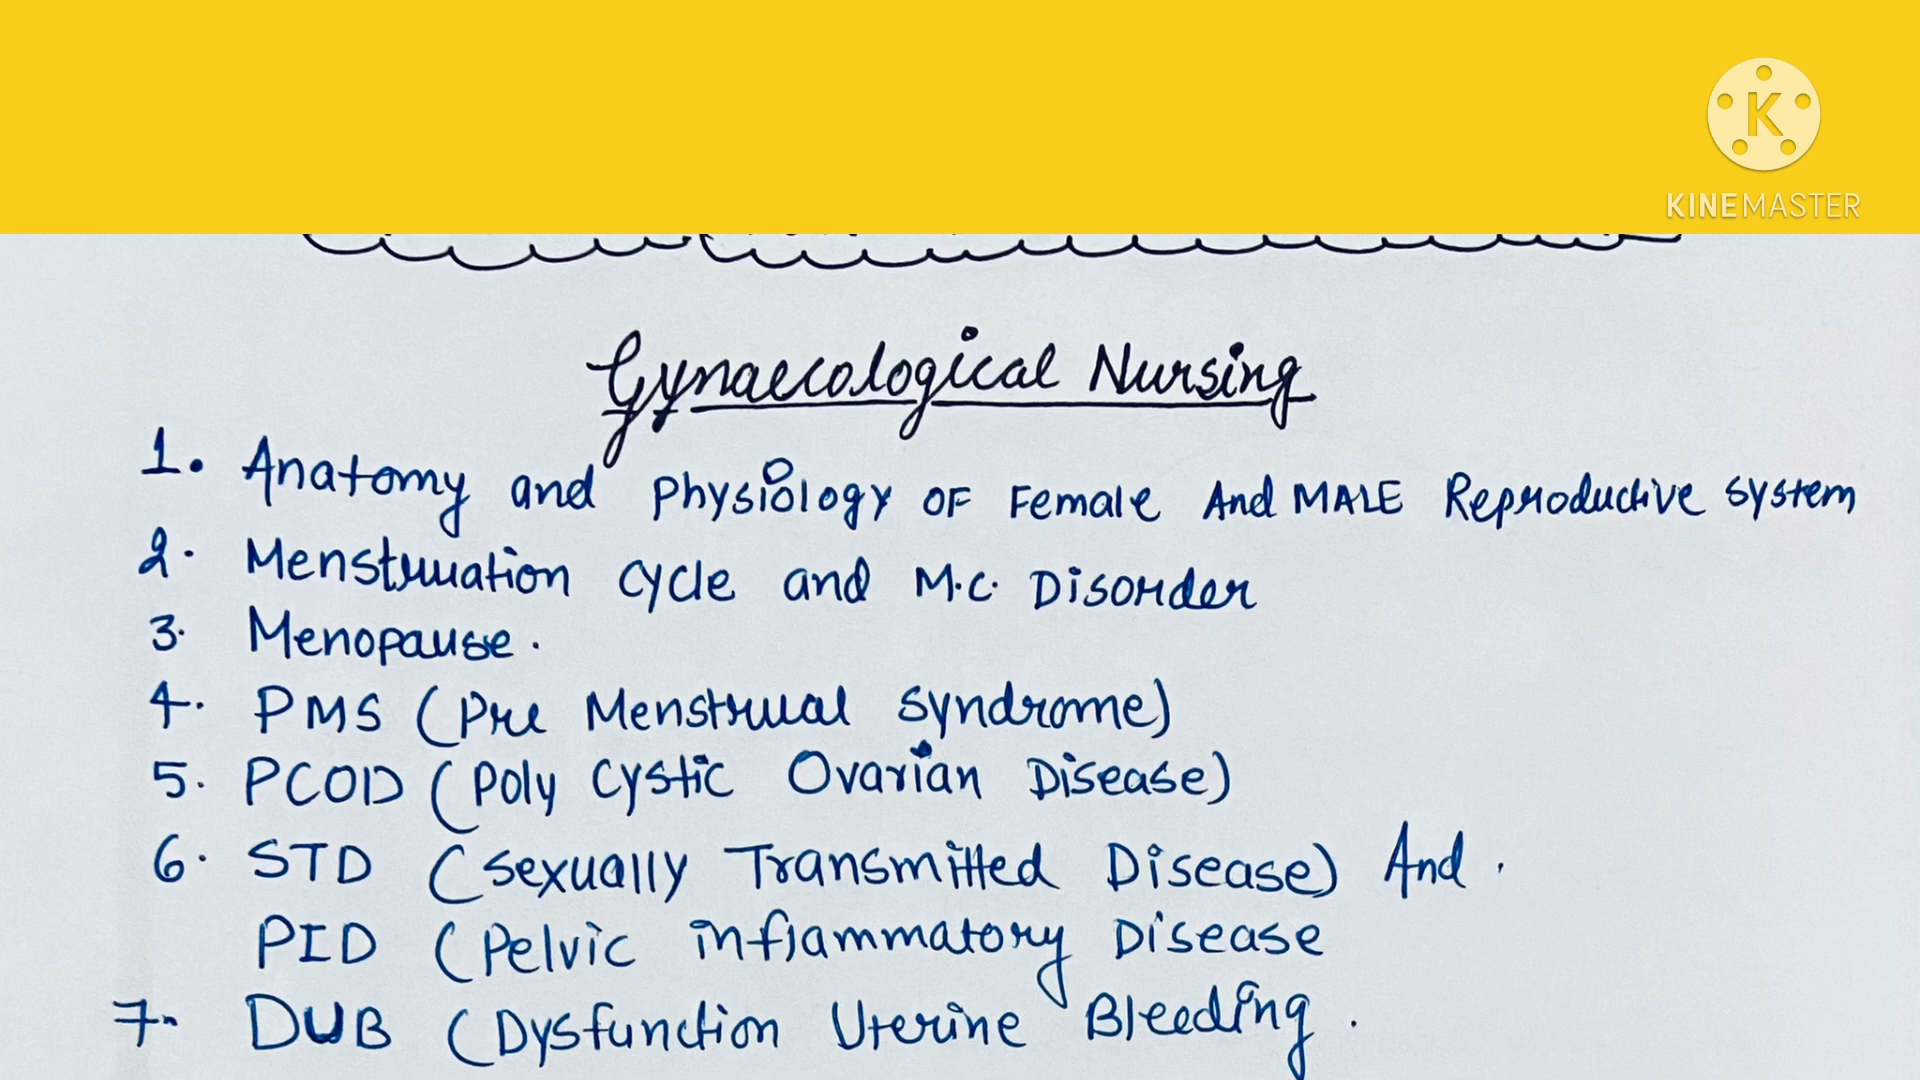 K
KINEMASTER
Gynaecological Nursing
1. Anatomy and Physiology OF Female And MALE Reproductive System
2. Menstruation Cycle and M.C. Disorder
3. Menopause.
4. PMS (Pre Menstrual Syndrome)
5. PCOD (Poly Cystic Ovarian Disease)
6. STD (Sexually Transmitted Disease) And.
PID (Pelvic inflammatory Disease
7. DUB (Dysfunction Uterine Bleeding.